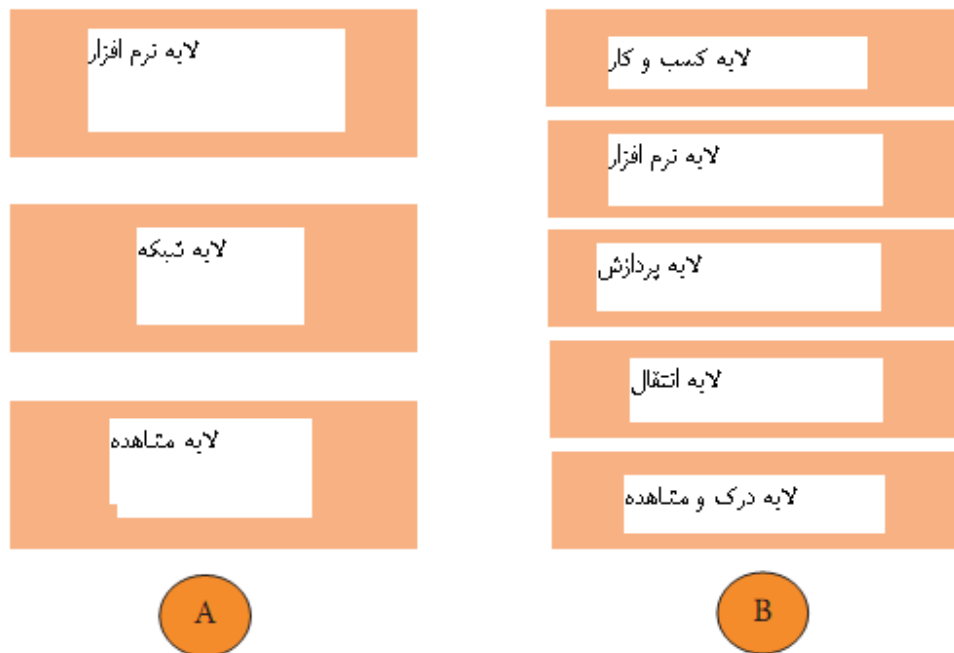 لایه نرم افزار
لایه شبکه
لایه مشاهده
A
لایه کسب و کار
لایه نرم افزار
لایه پردازش
لایه انتقال
لایه درک و مشاهده
B